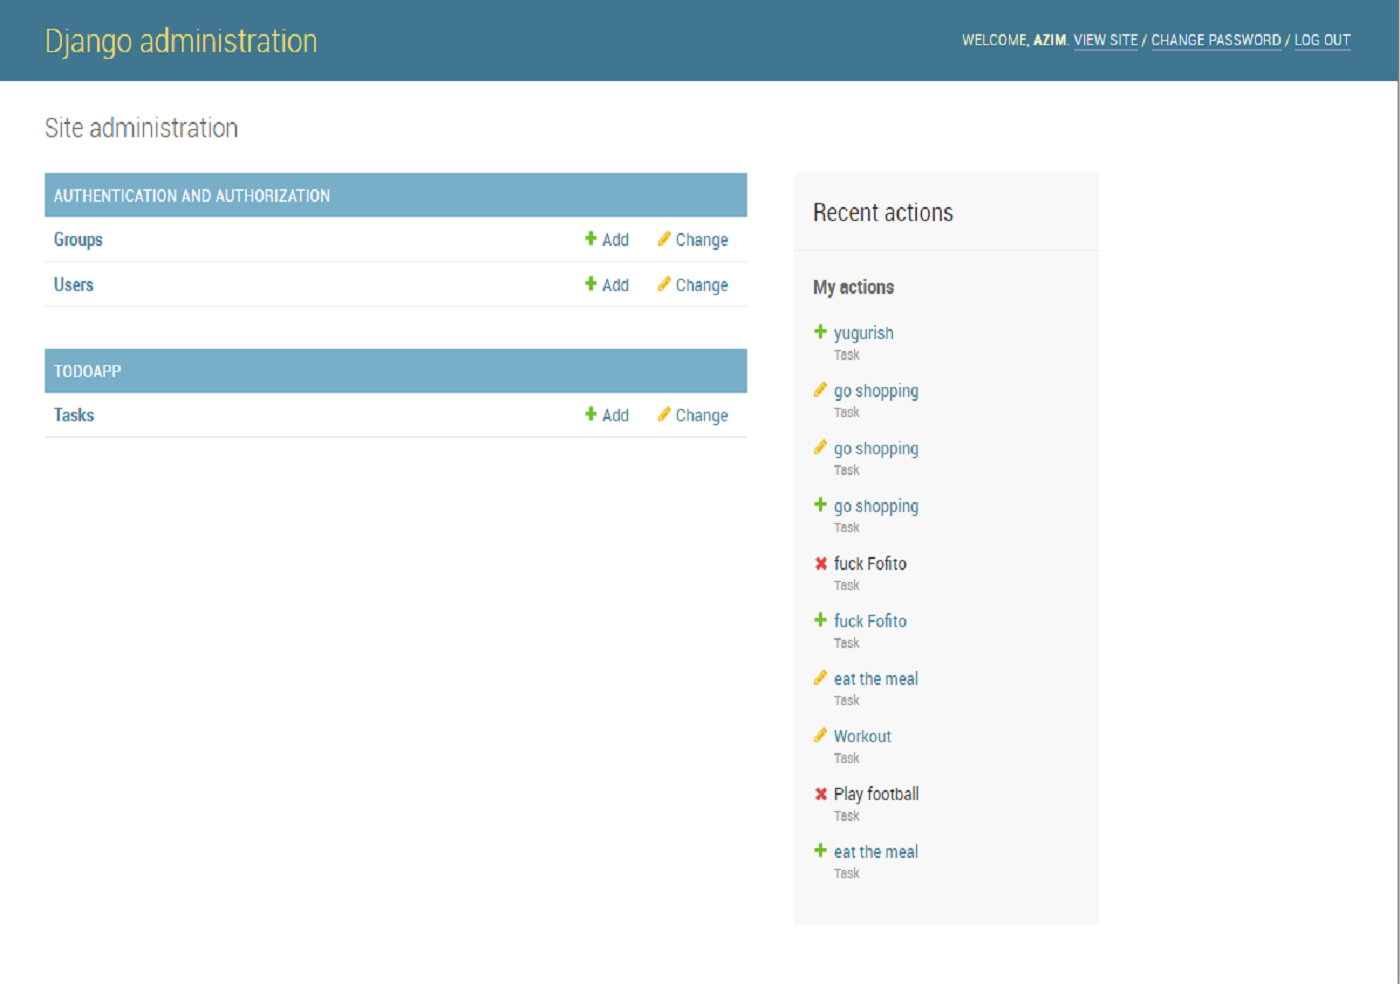 Django administration
WELCOME, AZIM. VIEW SITE / CHANGE PASSWORD / LOG OUT
Site administration
AUTHENTICATION AND AUTHORIZATION
Groups Add Change
Users Add Change
TODOAPP
Tasks Add Change
Recent actions
My actions
yugurish
Task
go shopping
Task
go shopping
Task
go shopping
Task
fuck Fofito
Task
fuck Fofito
Task
eat the meal
Task
Workout
Task
Play football
Task
eat the meal
Task